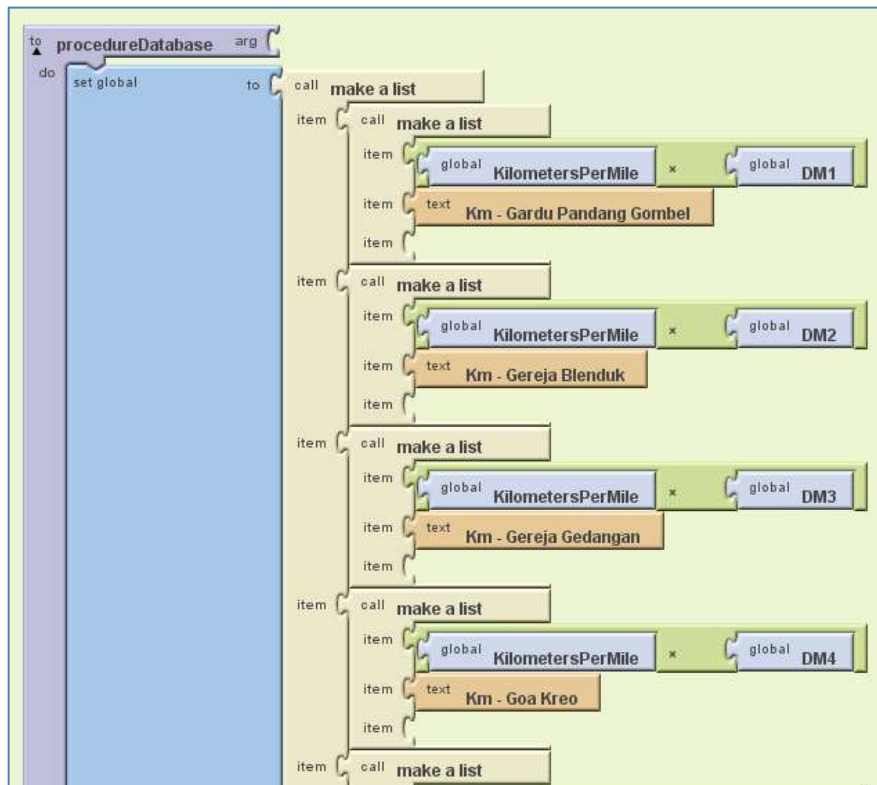 to procedureDatabase arg
do set global to call make a list
item call make a list
item global KilometersPerMile × global DM1
item text Km - Gardu Pandang Gombel
item
item call make a list
item global KilometersPerMile × global DM2
item text Km - Gereja Blenduk
item
item call make a list
item global KilometersPerMile × global DM3
item text Km - Gereja Gedangan
item
item call make a list
item global KilometersPerMile × global DM4
item text Km - Goa Kreo
item
item call make a list